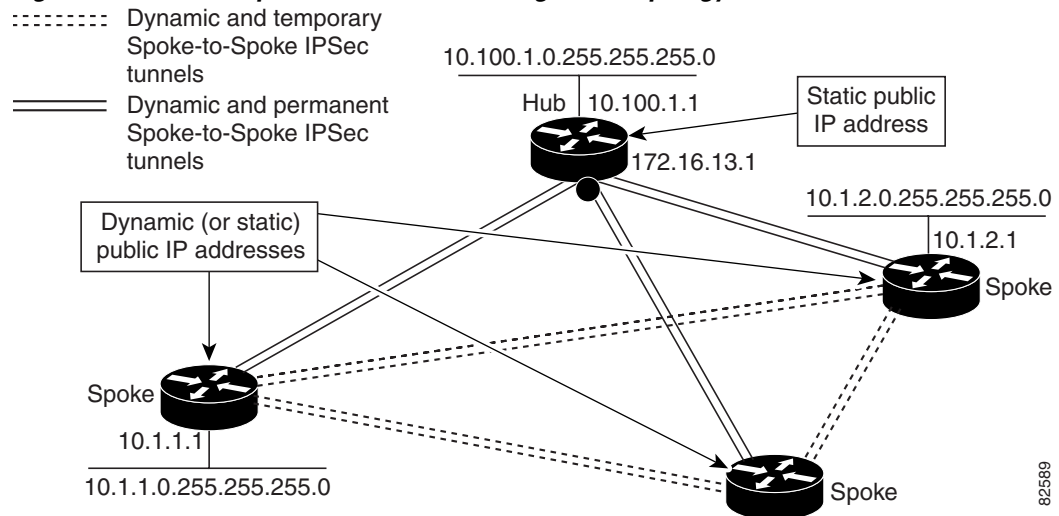 Dynamic and temporary
Spoke-to-Spoke IPSec
tunnels
Dynamic and permanent
Spoke-to-Spoke IPSec
tunnels
10.100.1.0.255.255.255.0
Hub
10.100.1.1
Static public
IP address
172.16.13.1
10.1.2.0.255.255.255.0
10.1.2.1
Spoke
Dynamic (or static)
public IP addresses
Spoke
10.1.1.1
10.1.1.0.255.255.255.0
Spoke
82589